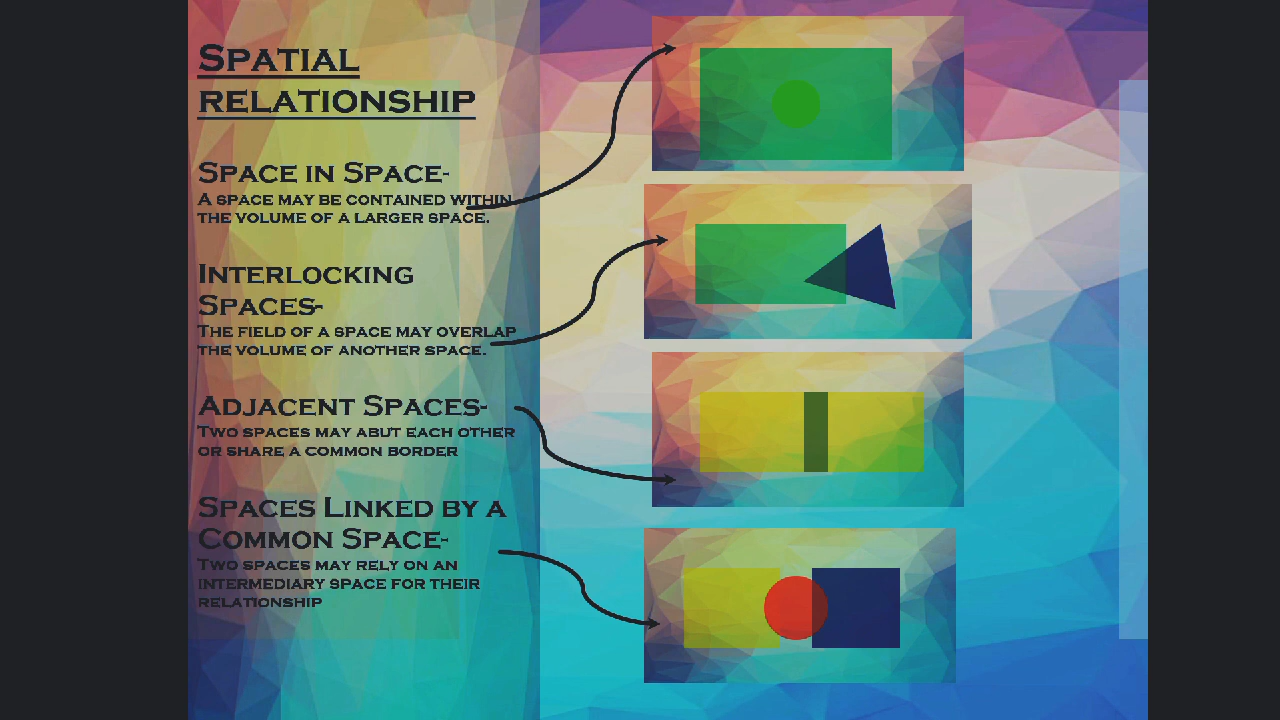 Spatial
relationship
Space in Space-
A space may be contained within
the volume of a larger space.
Interlocking
Spaces-
The field of a space may overlap
the volume of another space.
Adjacent Spaces-
Two spaces may abut each other
or share a common border
Spaces Linked by a
Common Space-
Two spaces may rely on an
intermediary space for their
relationship